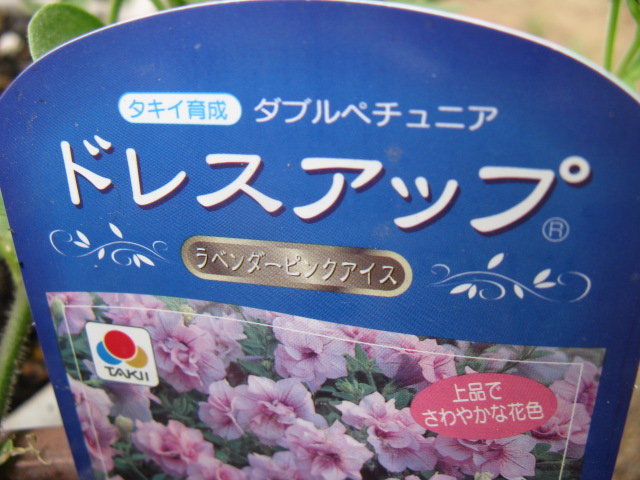 タキイ育成 ダブルペチュニア
ドレスアップ®
ラベンダーピンクアイス
TAKII
上品で
さわやかな花色